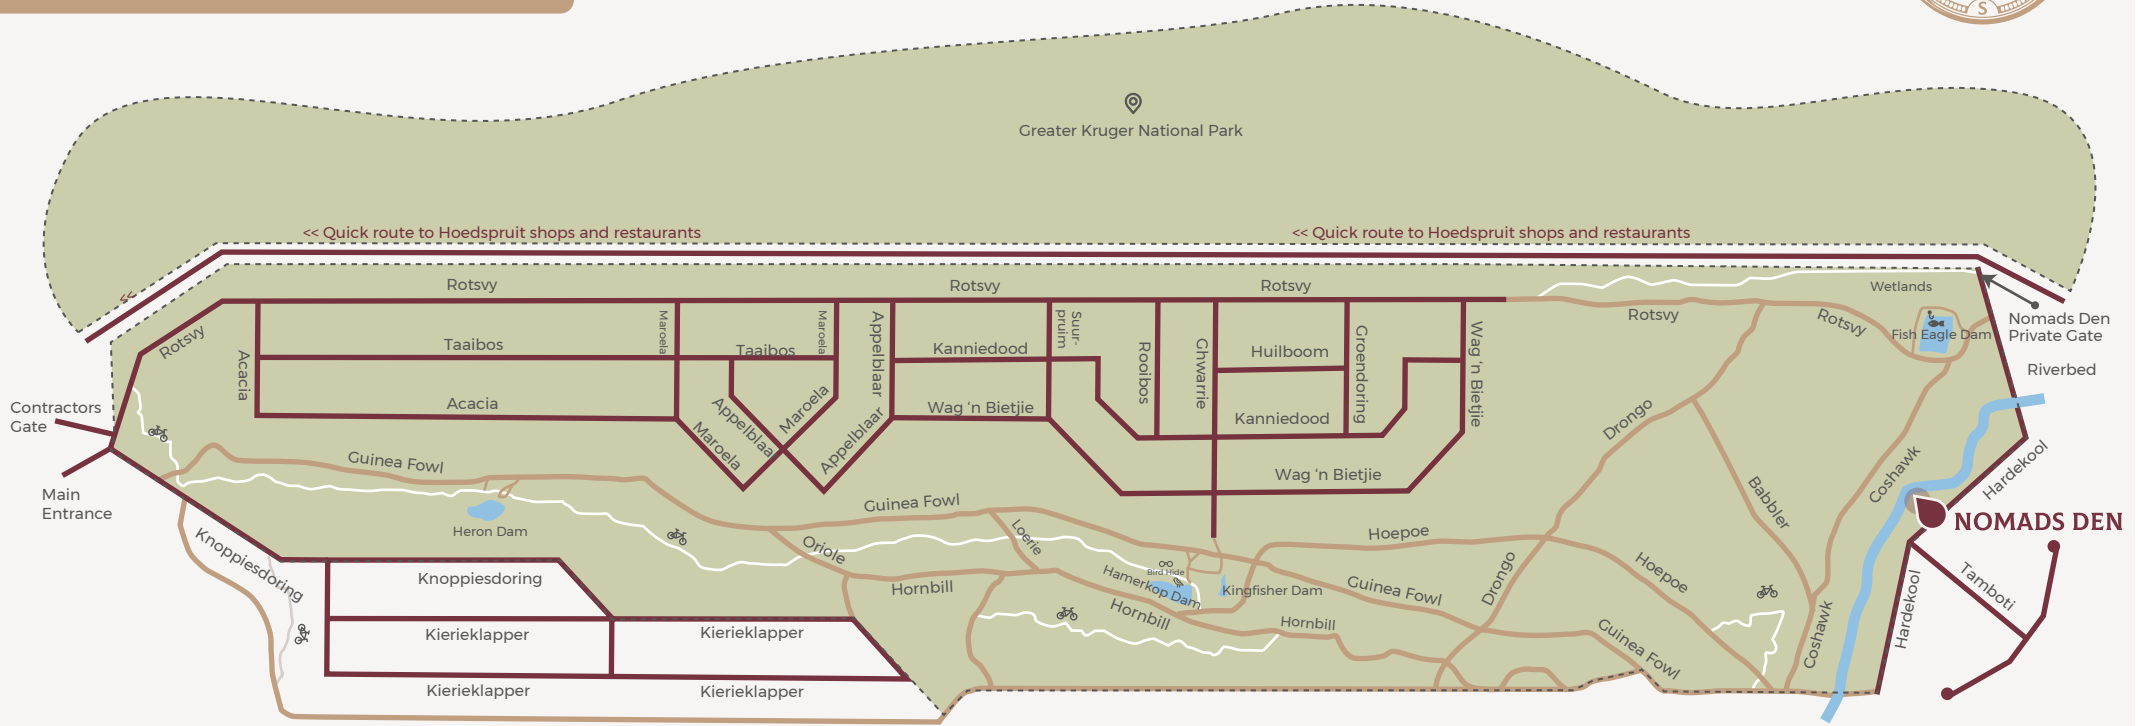 S
Greater Kruger National Park
<< Quick route to Hoedspruit shops and restaurants
<< Quick route to Hoedspruit shops and restaurants
<<
Rotsvy
Rotsvy
Rotsvy
Wetlands
Rotsvy
Rotsvy
Rotsvy
Nomads Den
Private Gate
Fish Eagle Dam
Maroela
Maroela
Appelblaar
Suur-
pruim
Taaibos
Taaibos
Kanniedood
Rooibos
Ghwarrie
Huilboom
Groendoring
Wag 'n Bietjie
Acacia
Riverbed
Acacia
Appelblaa
Maroela
Wag 'n Bietjie
Kanniedood
Contractors
Gate
Drongo
Maroela
Appelblaar
Guinea Fowl
Wag 'n Bietjie
Coshawk
Hardekool
Babbler
Main
Entrance
Guinea Fowl
NOMADS DEN
Heron Dam
Loerie
Hoepoe
Oriole
Knoppiesdoring
Knoppiesdoring
Hornbill
Bird Hide
Hamerkop Dam
Kingfisher Dam
Guinea Fowl
Drongo
Hoepoe
Tamboti
Hardekool
Hornbill
Hornbill
Kierieklapper
Kierieklapper
Guinea Fowl
Coshawk
Kierieklapper
Kierieklapper